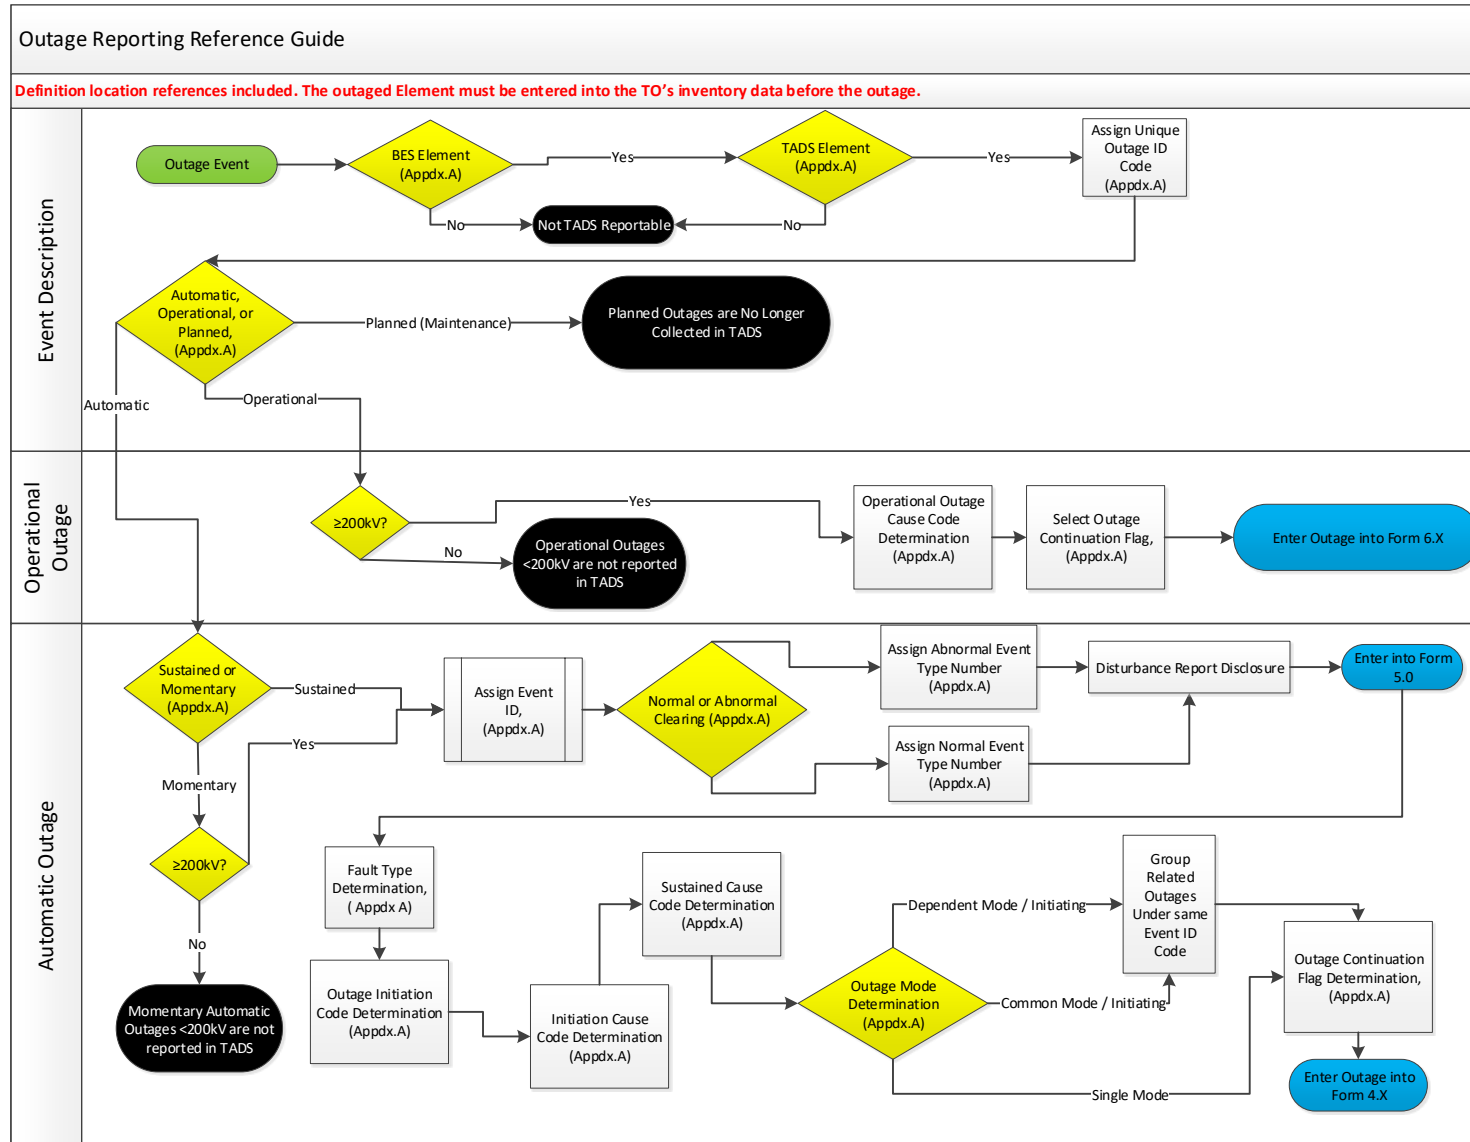 Outage Reporting Reference Guide
Definition location references included. The outaged Element must be entered into the TO's inventory data before the outage.
Event Description
Outage Event
BES Element
(Appdx.A)
Yes
TADS Element
(Appdx.A)
Yes
Assign Unique
Outage ID
Code
(Appdx.A)
No
Not TADS Reportable
No
Automatic,
Operational, or
Planned,
(Appdx.A)
Planned (Maintenance)
Planned Outages are No Longer
Collected in TADS
Automatic
Operational
Operational
Outage
≥200kV?
Yes
No
Operational Outages
<200kV are not reported
in TADS
Operational Outage
Cause Code
Determination
(Appdx.A)
Select Outage
Continuation Flag,
(Appdx.A)
Enter Outage into Form 6.X
Automatic Outage
Sustained or
Momentary
(Appdx.A)
Sustained
Yes
Momentary
≥200kV?
No
Momentary Automatic
Outages <200kV are not
reported in TADS
Assign Event
ID,
(Appdx.A)
Normal or Abnormal
Clearing (Appdx.A)
Assign Abnormal Event
Type Number
(Appdx.A)
Assign Normal Event
Type Number
(Appdx.A)
Disturbance Report Disclosure
Enter into Form
5.0
Fault Type
Determination,
( Appdx A)
Outage Initiation
Code Determination
(Appdx.A)
Initiation Cause
Code Determination
(Appdx.A)
Sustained Cause
Code Determination
(Appdx.A)
Outage Mode
Determination
(Appdx.A)
Dependent Mode / Initiating
Common Mode / Initiating
Single Mode
Group
Related
Outages
Under same
Event ID
Code
Outage Continuation
Flag Determination,
(Appdx.A)
Enter Outage into
Form 4.X